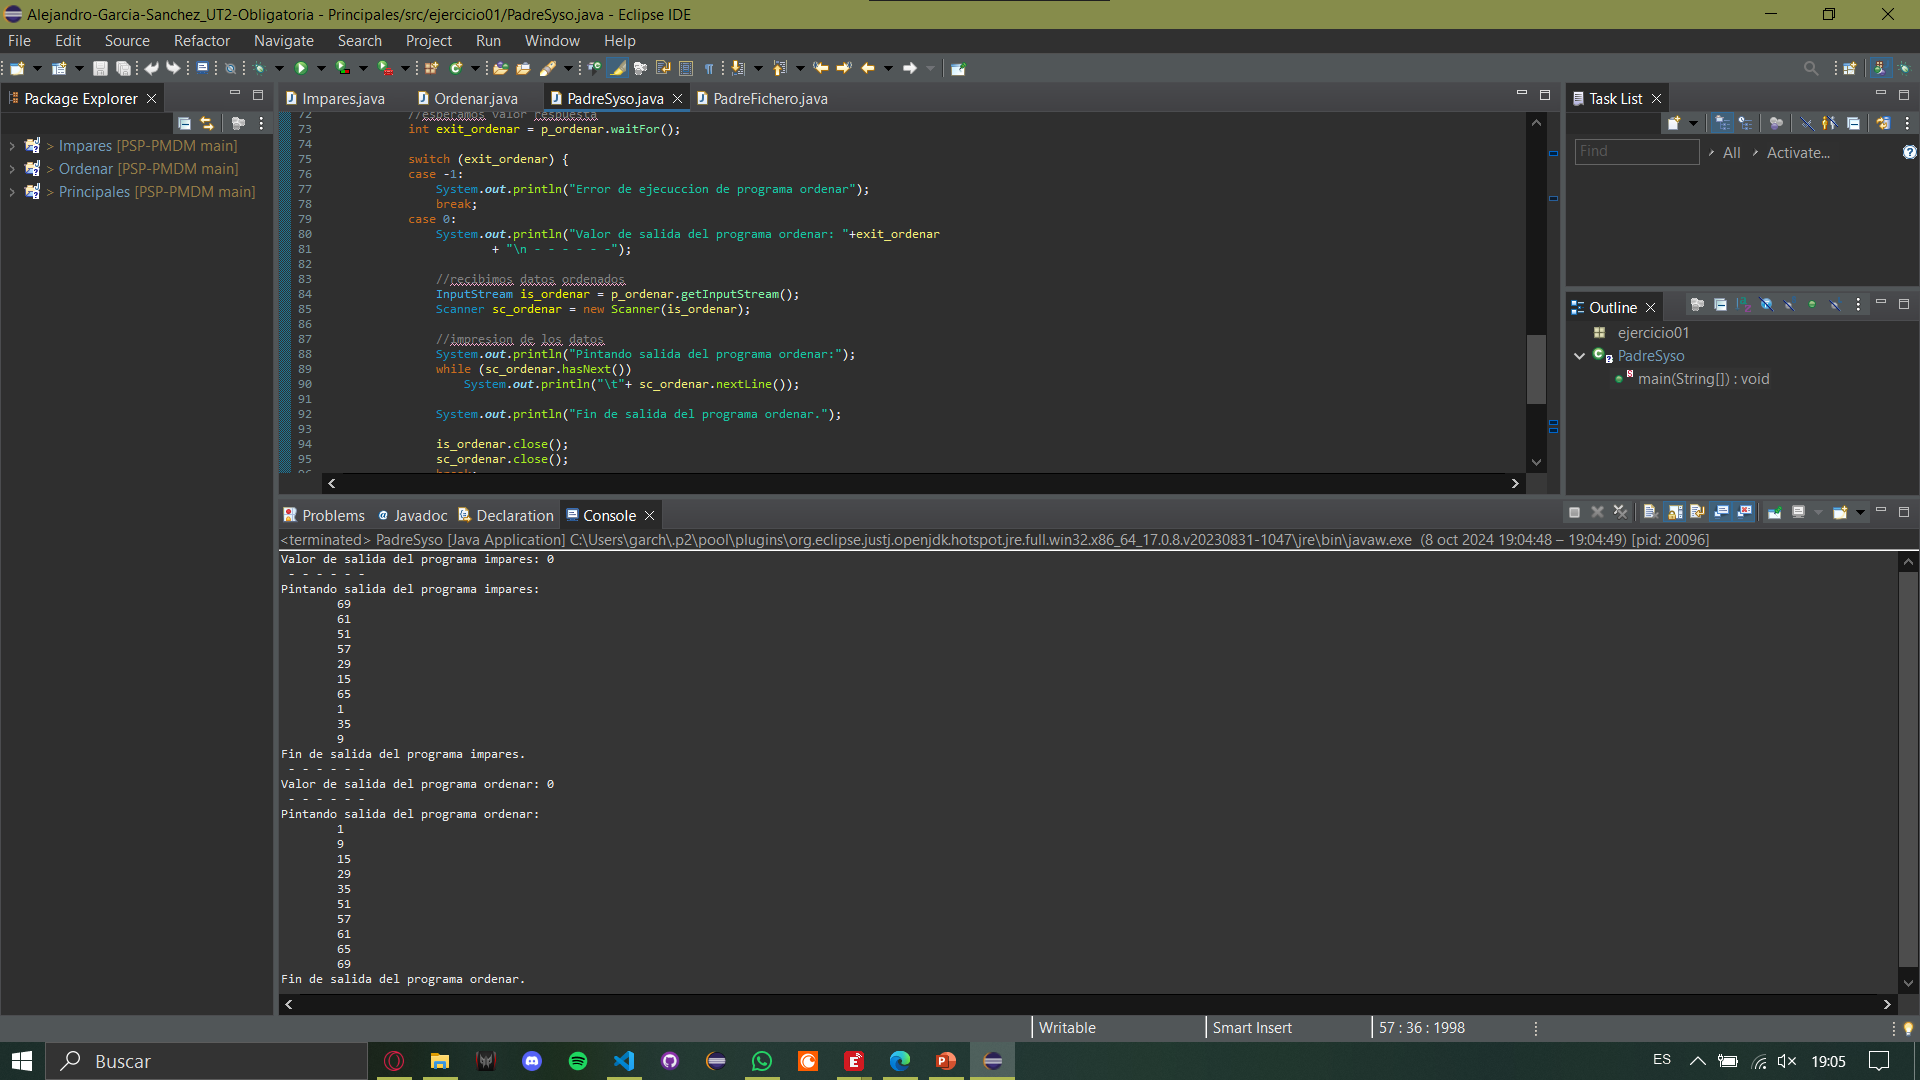 Alejandro-Garcia-Sanchez_UT2-Obligatoria - Principales/src/ejercicio01/PadreSyso.java - Eclipse IDE
File Edit Source Refactor Navigate Search Project Run Window Help
Package Explorer
> Impares [PSP-PMDM main]
> Ordenar [PSP-PMDM main]
> Principales [PSP-PMDM main]
Impares.java Ordenar.java PadreSyso.java PadreFichero.java
72 //esperamos valor respuesta
73 int exit_ordenar = p_ordenar.waitFor();
74
75 switch (exit_ordenar) {
76 case -1:
77 System.out.println("Error de ejecuccion de programa ordenar");
78 break;
79 case 0:
80 System.out.println("Valor de salida del programa ordenar: "+exit_ordenar
81 + "\n - - - - - -");
82
83 //recibimos datos ordenados
84 InputStream is_ordenar = p_ordenar.getInputStream();
85 Scanner sc_ordenar = new Scanner(is_ordenar);
86
87 //impresion de los datos
88 System.out.println("Pintando salida del programa ordenar:");
89 while (sc_ordenar.hasNext())
90 System.out.println("\t"+ sc_ordenar.nextLine());
91
92 System.out.println("Fin de salida del programa ordenar.");
93
94 is_ordenar.close();
95 sc_ordenar.close();
96 break;
Task List
Find All Activate...
Outline
ejercicio01
PadreSyso
main(String[]) : void
Problems Javadoc Declaration Console
<terminated> PadreSyso [Java Application] C:\Users\garch\.p2\pool\plugins\org.eclipse.justj.openjdk.hotspot.jre.full.win32.x86_64_17.0.8.v20230831-1047\jre\bin\javaw.exe (8 oct 2024 19:04:48 – 19:04:49) [pid: 20096]
Valor de salida del programa impares: 0
- - - - - -
Pintando salida del programa impares:
69
61
51
57
29
15
65
1
35
9
Fin de salida del programa impares.
- - - - - -
Valor de salida del programa ordenar: 0
- - - - - -
Pintando salida del programa ordenar:
1
9
15
29
35
51
57
61
65
69
Fin de salida del programa ordenar.
Writable Smart Insert 57 : 36 : 1998
Buscar
ES 19:05